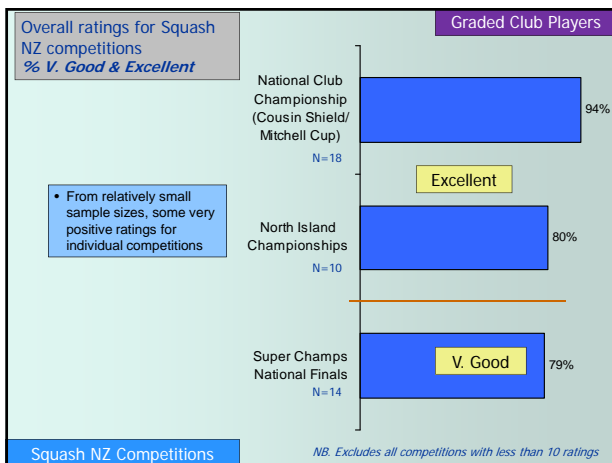 Overall ratings for Squash
NZ competitions
% V. Good & Excellent
Graded Club Players
National Club
Championship
(Cousin Shield/
Mitchell Cup)
N=18
94%
Excellent
• From relatively small
sample sizes, some very
positive ratings for
individual competitions
North Island
Championships
N=10
80%
Super Champs
National Finals
N=14
V. Good
79%
Squash NZ Competitions
NB. Excludes all competitions with less than 10 ratings